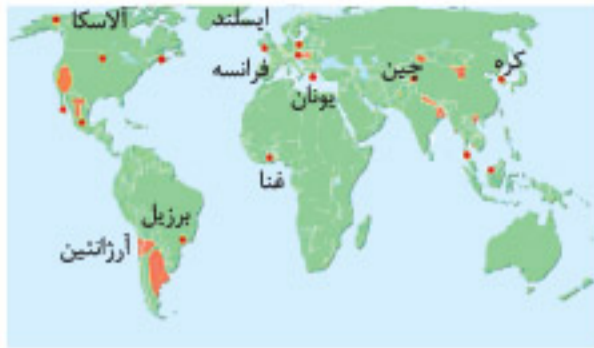 آلاسکا
ایسلند
فرانسه
یونان
چین
کره
غنا
برزیل
آرژانتین